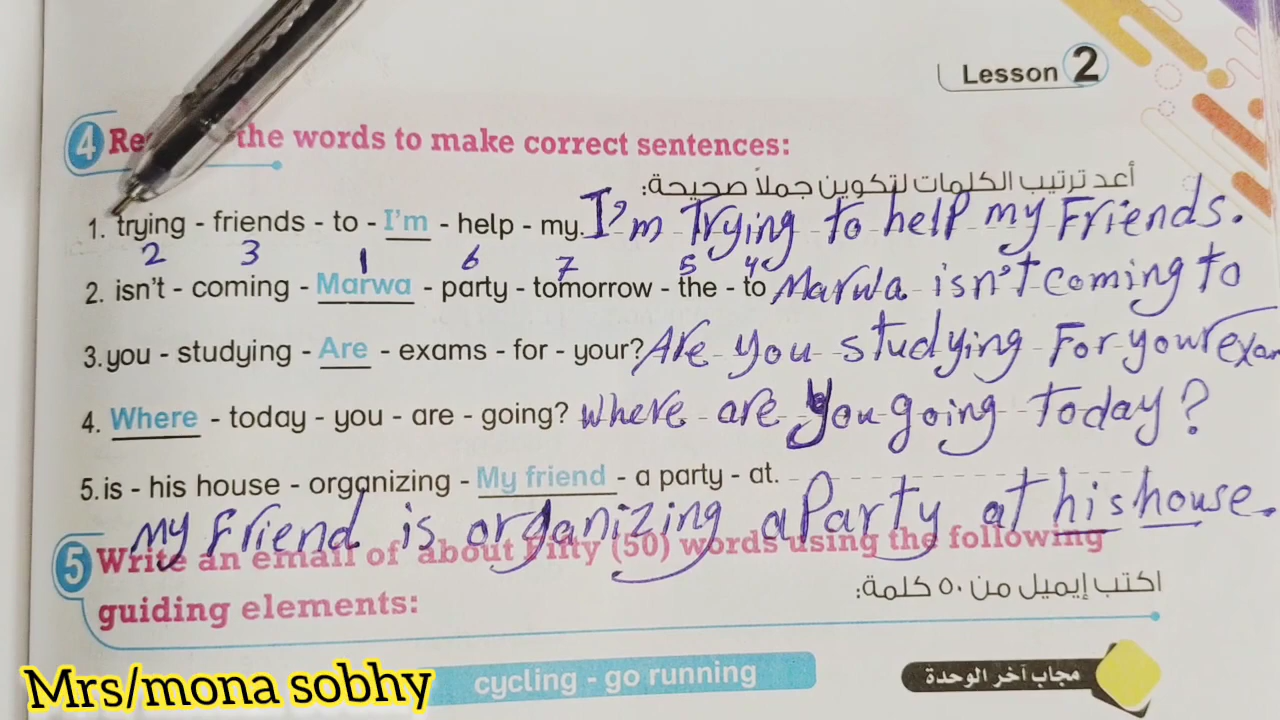 Lesson 2
4 Re the words to make correct sentences:
أعد ترتيب الكلمات لتكوين جملاً صحيحة:
1. trying - friends - to - I'm - help - my. I'm Trying to help my Friends.
2 3 1 6 7 5 4
2. isn't - coming - Marwa - party - tomorrow - the - to Marwa isn't coming to
3. you - studying - Are - exams - for - your? Are you studying For your exam
4. Where - today - you - are - going? Where are you going today?
5. is - his house - organizing - My friend - a party - at.
My friend is organizing a Party at his house.
5 Write an email of about Fifty (50) words using the following
guiding elements:
اكتب إيميل من ٥٠ كلمة:
cycling - go running
مجاب آخر الوحدة
Mrs/mona sobhy